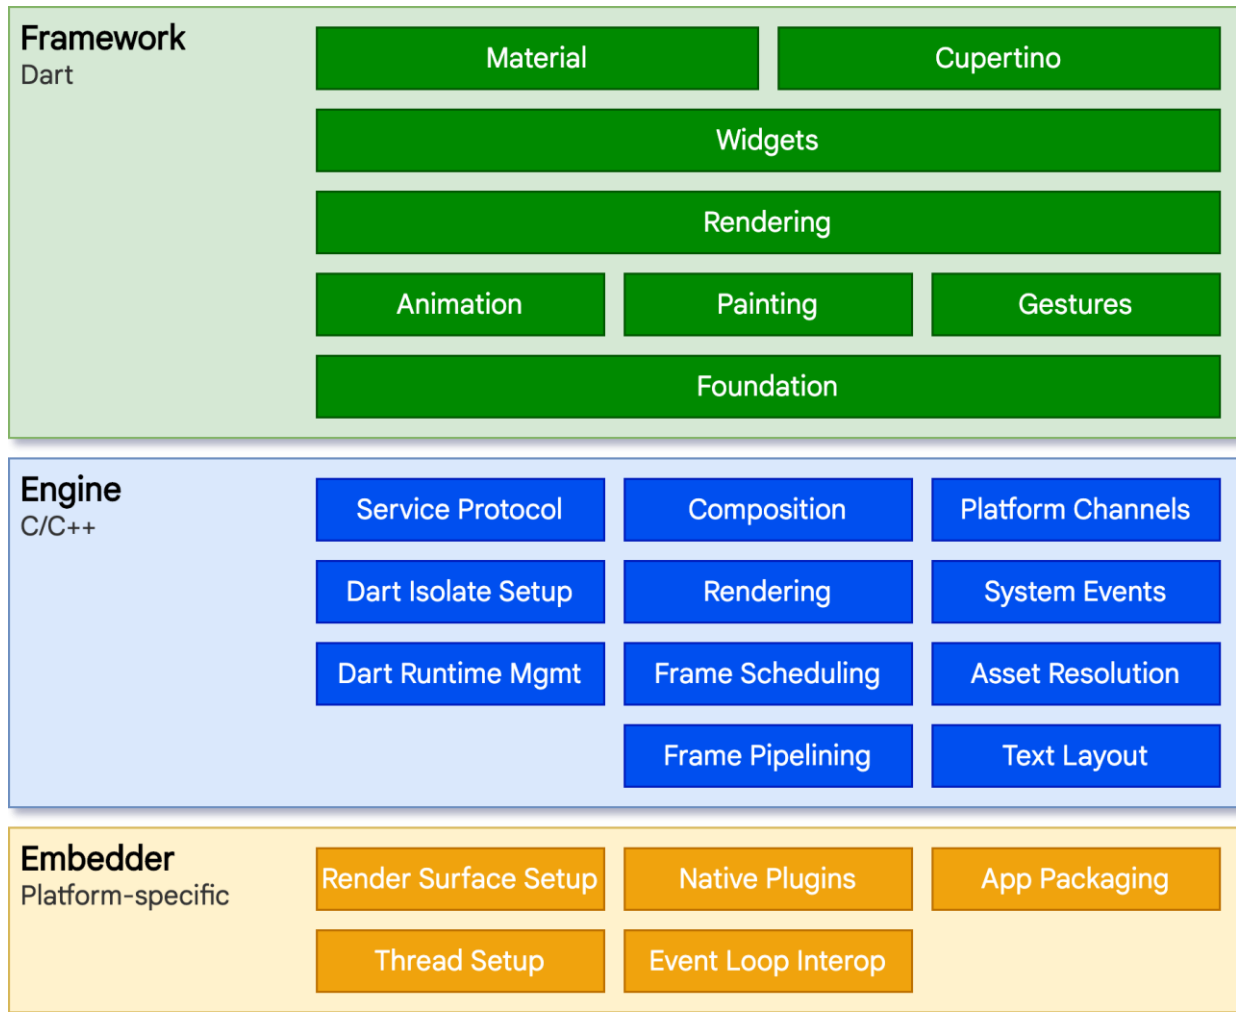 Framework
Dart
Material
Cupertino
Widgets
Rendering
Animation
Painting
Gestures
Foundation
Engine
C/C++
Service Protocol
Composition
Platform Channels
Dart Isolate Setup
Rendering
System Events
Dart Runtime Mgmt
Frame Scheduling
Asset Resolution
Frame Pipelining
Text Layout
Embedder
Platform-specific
Render Surface Setup
Native Plugins
App Packaging
Thread Setup
Event Loop Interop